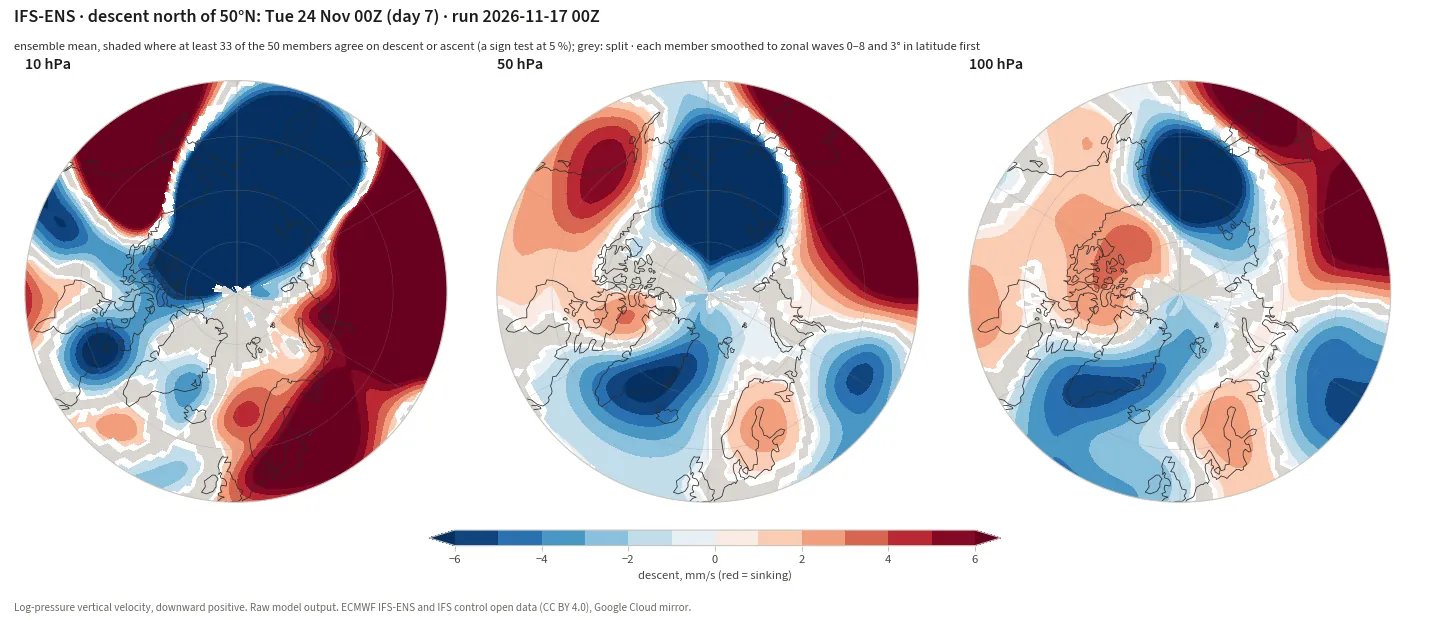 IFS-ENS · descent north of 50°N: Tue 24 Nov 00Z (day 7) · run 2026-11-17 00Z
ensemble mean, shaded where at least 33 of the 50 members agree on descent or ascent (a sign test at 5 %); grey: split · each member smoothed to zonal waves 0–8 and 3° in latitude first
10 hPa
50 hPa
100 hPa
−6 −4 −2 0 2 4 6
descent, mm/s (red = sinking)
Log-pressure vertical velocity, downward positive. Raw model output. ECMWF IFS-ENS and IFS control open data (CC BY 4.0), Google Cloud mirror.